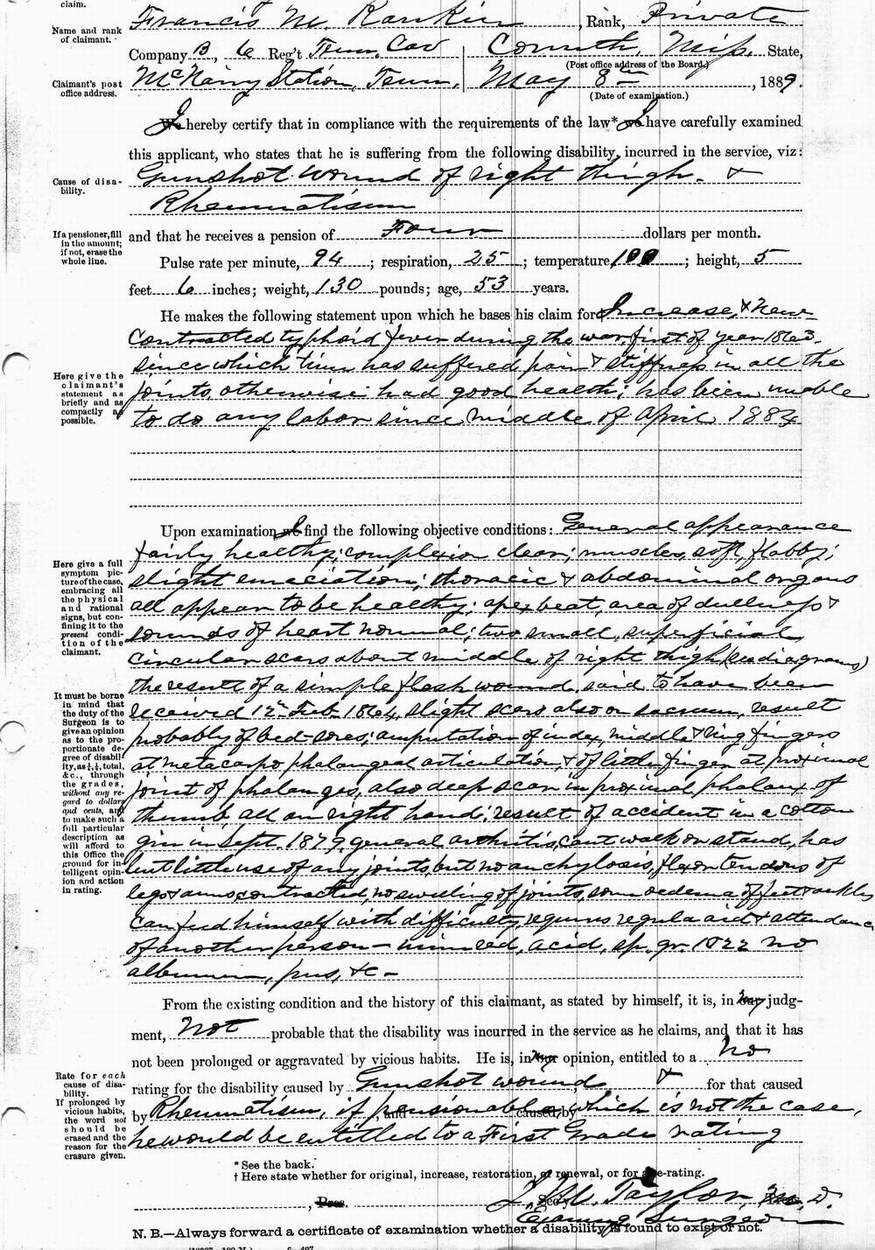 claim.
Name and rank of claimant.
Francis M. Rankin, Rank, Private
Company B, 6 Reg't Tenn. Cav Corinth, Miss. State,
(Post office address of the Board.)
Claimant's post office address.
McNairy Station, Tenn. May 8th, 1889.
(Date of examination.)
We I hereby certify that in compliance with the requirements of the law* we I have carefully examined
this applicant, who states that he is suffering from the following disability, incurred in the service, viz:
Cause of disability.
Gunshot wound of right thigh. &
Rheumatism
If a pensioner, fill in the amount; if not, erase the whole line.
and that he receives a pension of Four dollars per month.
Pulse rate per minute, 94; respiration, 25; temperature; height, 5
feet 6 inches; weight, 130 pounds; age, 53 years.
He makes the following statement upon which he bases his claim for Increase, & New
Contracted typhoid fever during the war, first of year 1863.
Here give the claimant's statement as briefly and as compactly as possible.
since which time has suffered pain & stiffness in all the
joints, otherwise had good health; has been unable
to do any labor since middle of April 1884
Upon examination we I find the following objective conditions: General appearance
fairly healthy; complexion clear; muscles soft, flabby;
Here give a full symptom picture of the case, embracing all the physical and rational signs, but confining it to the present condition of the claimant.
slight emaciation; thoracic & abdominal organs
all appear to be healthy; apex beat, area of dullness &
sounds of heart normal; two small, superficial
circular scars about middle of right thigh (see diagrams)
the result of a simple flesh wound, said to have been
It must be borne in mind that the duty of the Surgeon is to give an opinion as to the proportionate degree of disability, as ¼, ½, total, &c., through the grades, without any regard to dollars and cents, and to make such a full particular description as will afford to this Office the ground for intelligent opinion and action in rating.
received 12th Feb. 1864, slight scars also on sacrum, result
probably of bed-sores; amputation of index, middle & ring fingers
at metacarpo phalangeal articulation, & of little finger at proximal
joint of phalanges, also deep scar in proximal phalanx of
thumb, all on right hand; result of accident in a cotton
gin in Sept. 1879, general arthritis, cant walk or stand, has
but little use of any joints, but no anchylosis, flexor tendons of
legs & arms contracted, no swelling of joints, some oedema of feet & ankles
can feed himself with difficulty, requires regular aid & attendance
of another person – urine red, acid, sp. gr. 1022 no
albumen, pus, &c –
From the existing condition and the history of this claimant, as stated by himself, it is, in my judg-
ment, Not probable that the disability was incurred in the service as he claims, and that it has
not been prolonged or aggravated by vicious habits. He is, in my opinion, entitled to a No
Rate for each cause of disability.
rating for the disability caused by Gunshot wound & for that caused
If prolonged by vicious habits, the word not should be erased and the reason for the erasure given.
by Rheumatism, if pensionable, and caused by which is not the case,
he would be entitled to a First Grade rating
*See the back.
†Here state whether for original, increase, restoration, or renewal, or for a re-rating.
, Pres. Taylor, M. D.
Exam'g Surgeon
N. B.—Always forward a certificate of examination whether a disability is found to exist or not.